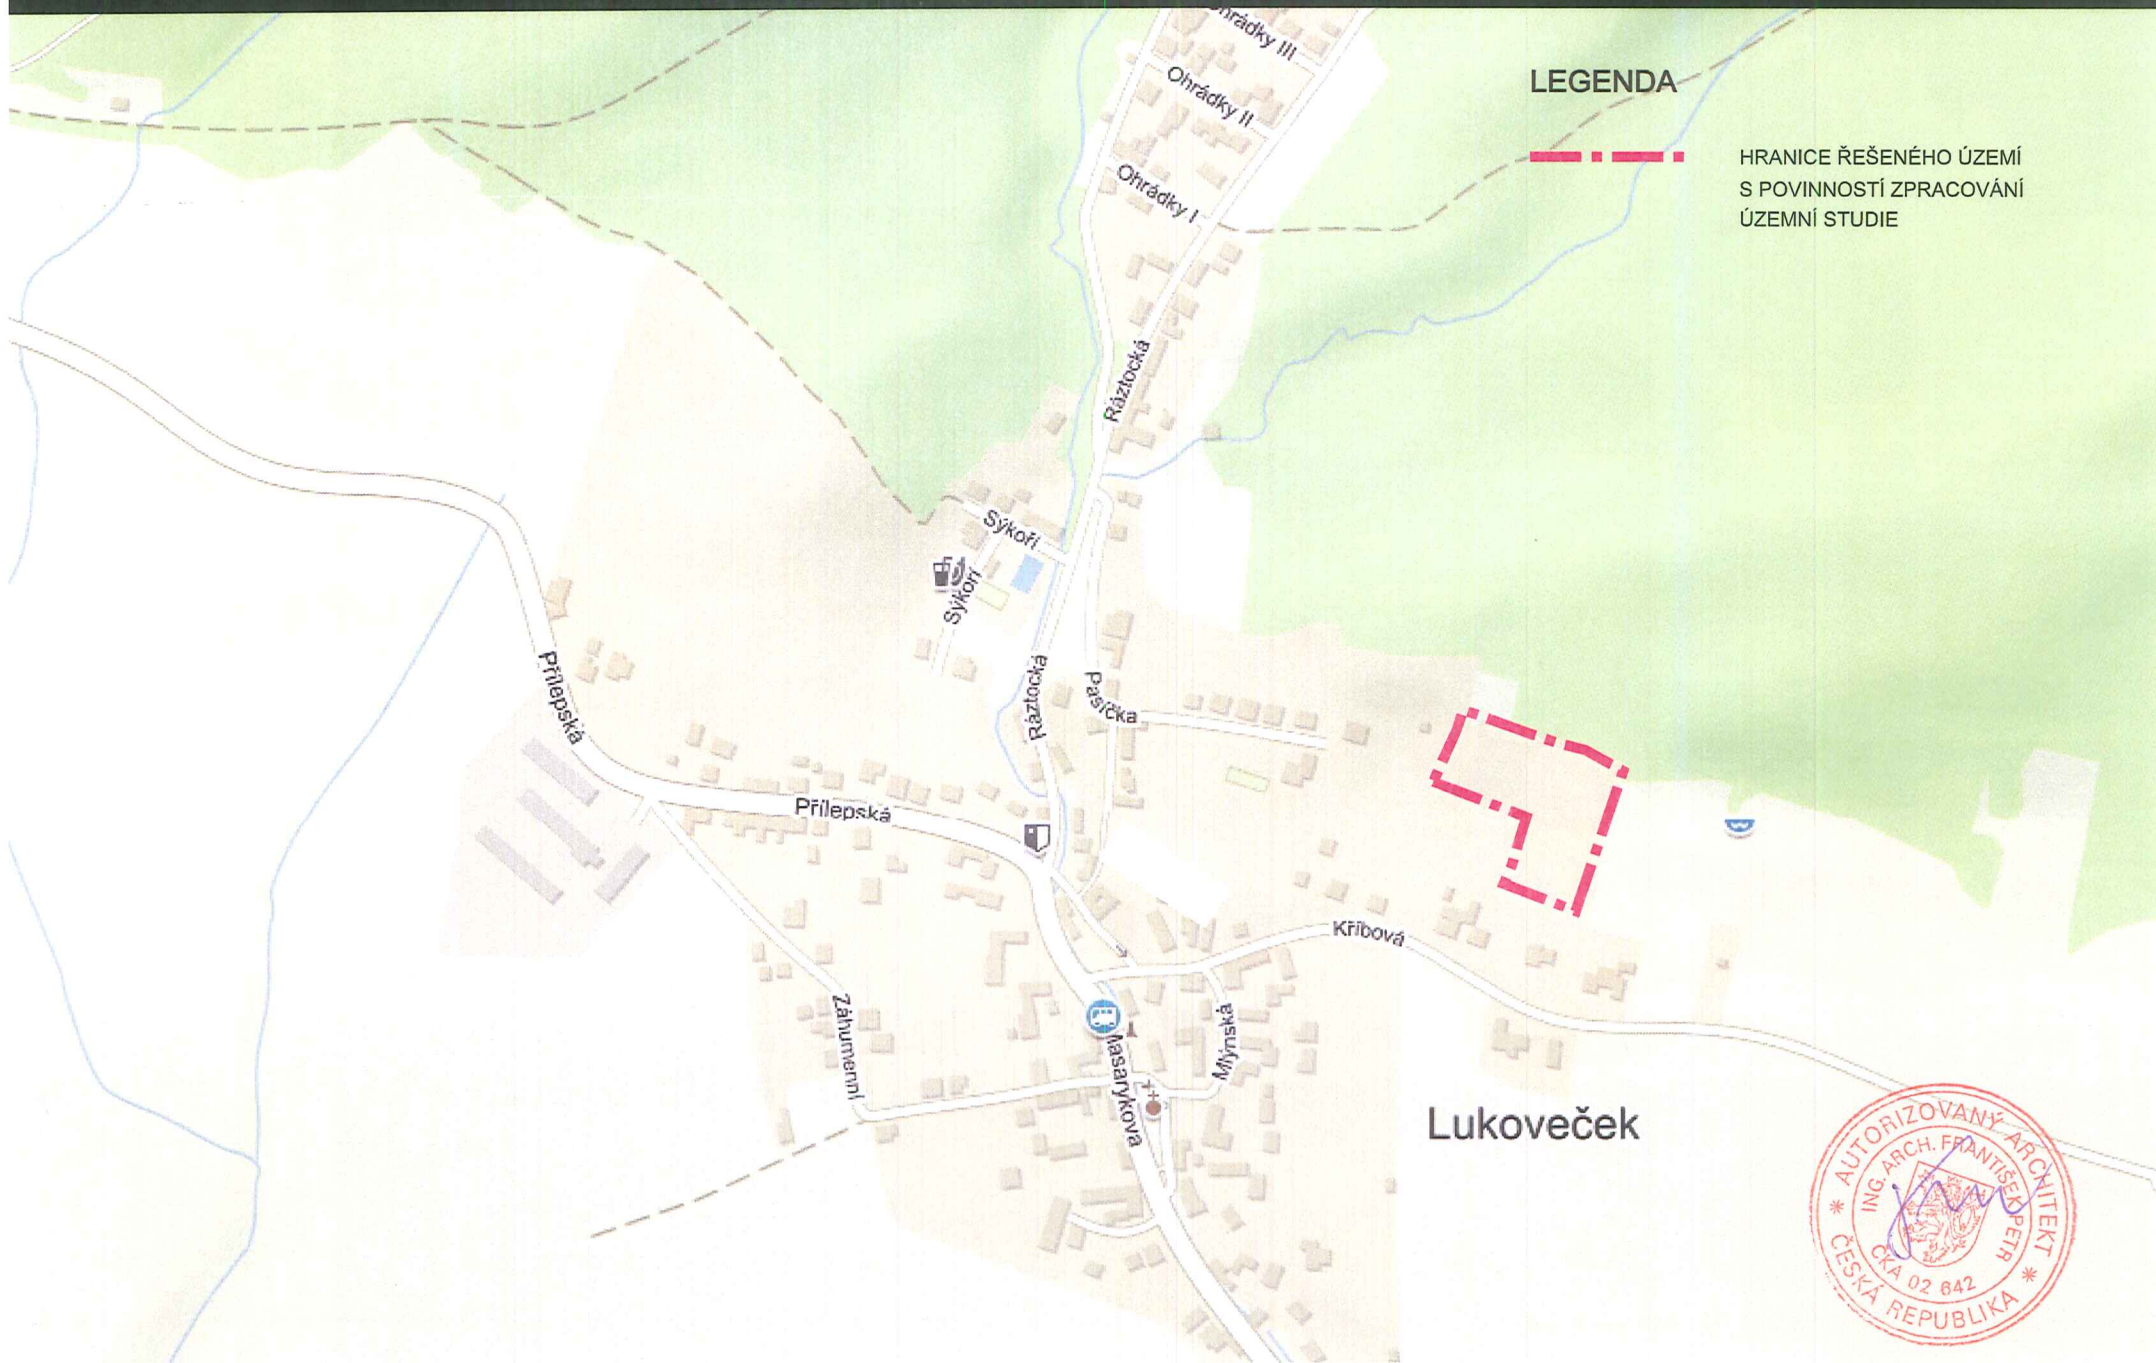 Ohrádky III
Ohrádky II
Ohrádky I
LEGENDA
HRANICE ŘEŠENÉHO ÚZEMÍ
S POVINNOSTÍ ZPRACOVÁNÍ
ÚZEMNÍ STUDIE
Ráztocká
Sýkoří
Sýkoří
Přílepská
Ráztocká
Pasíčka
Přílepská
Kříbová
Záhumenní
Mlýnská
Masarykova
Lukoveček
* AUTORIZOVANÝ ARCHITEKT *
ČESKÁ REPUBLIKA
ING. ARCH. FRANTIŠEK PETR
ČKA 02 642